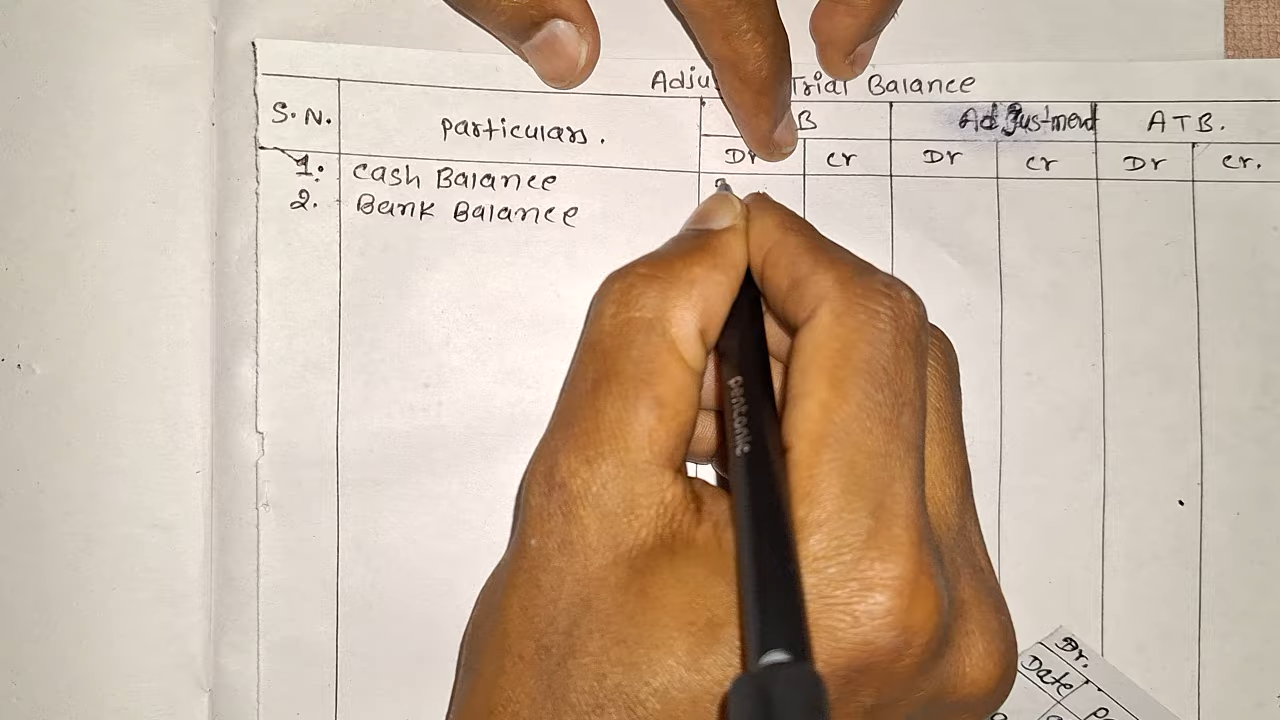 Trial Balance
S.N. Particulars. B Adjustment ATB.
Dr Cr Dr Cr Dr Cr.
1. Cash Balance
2. Bank Balance
pentonic
Dr.
Date